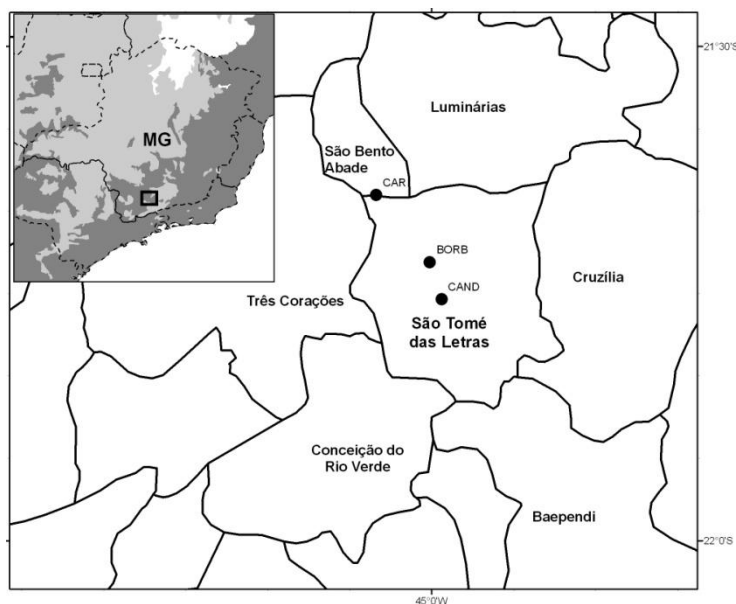 21°30'S
Luminárias
MG
São Bento
Abade
CAR
BORB
Cruzília
CAND
Três Corações
São Tomé
das Letras
Conceição do
Rio Verde
Baependi
22°0'S
45°0'W